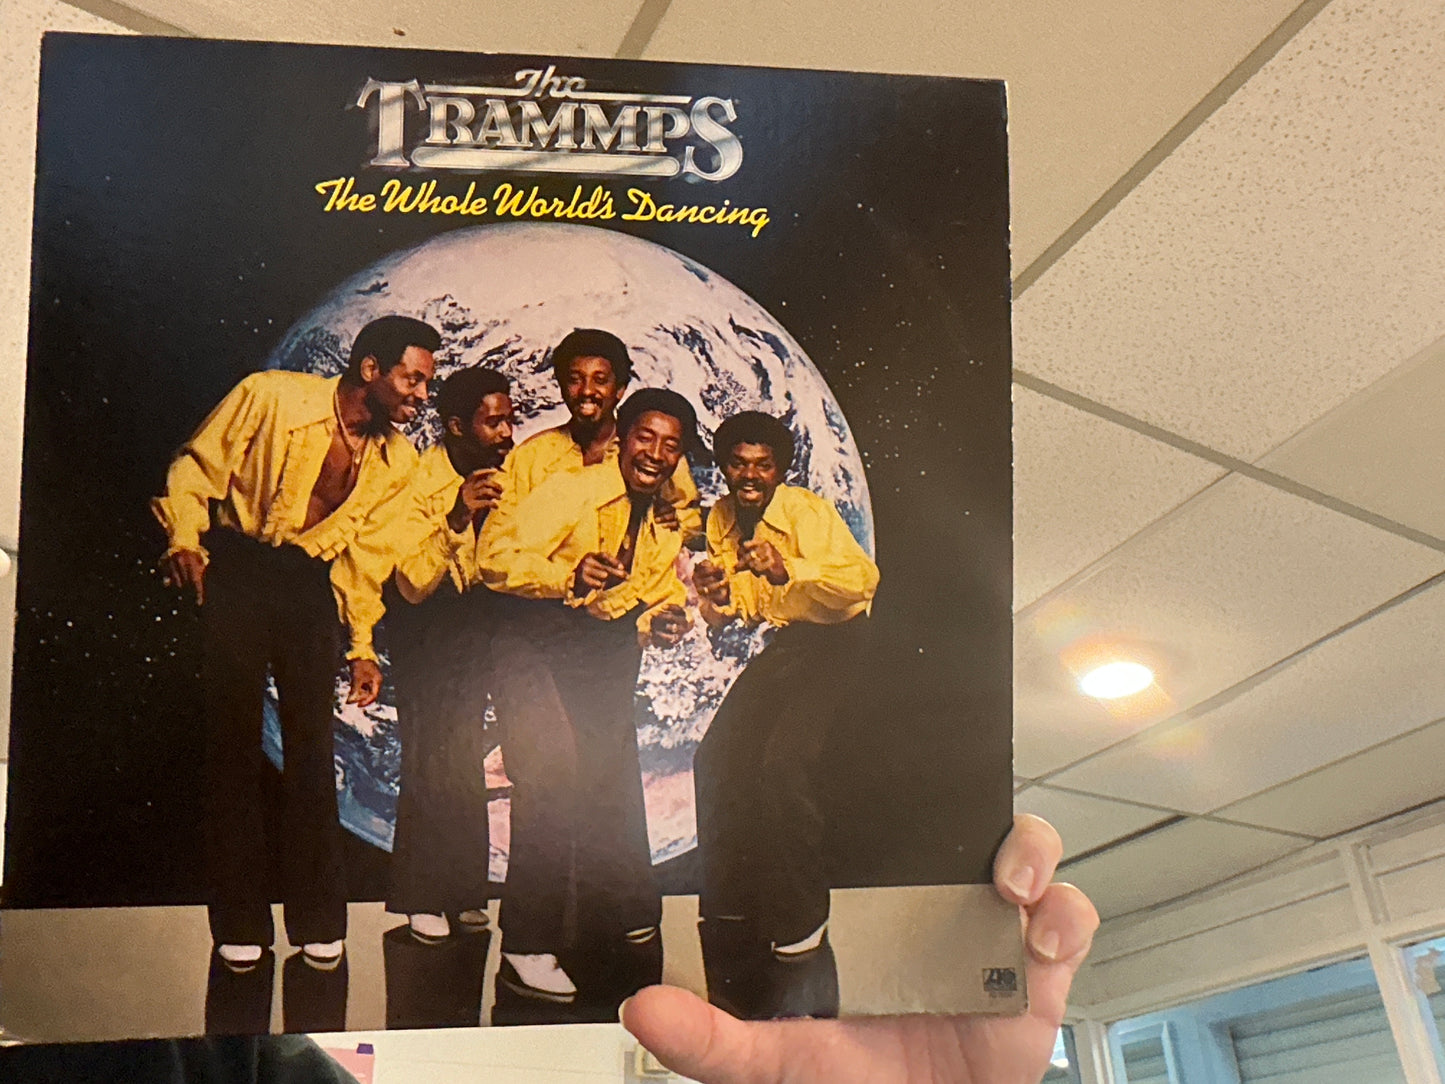 The
TRAMMPS
The Whole World's Dancing